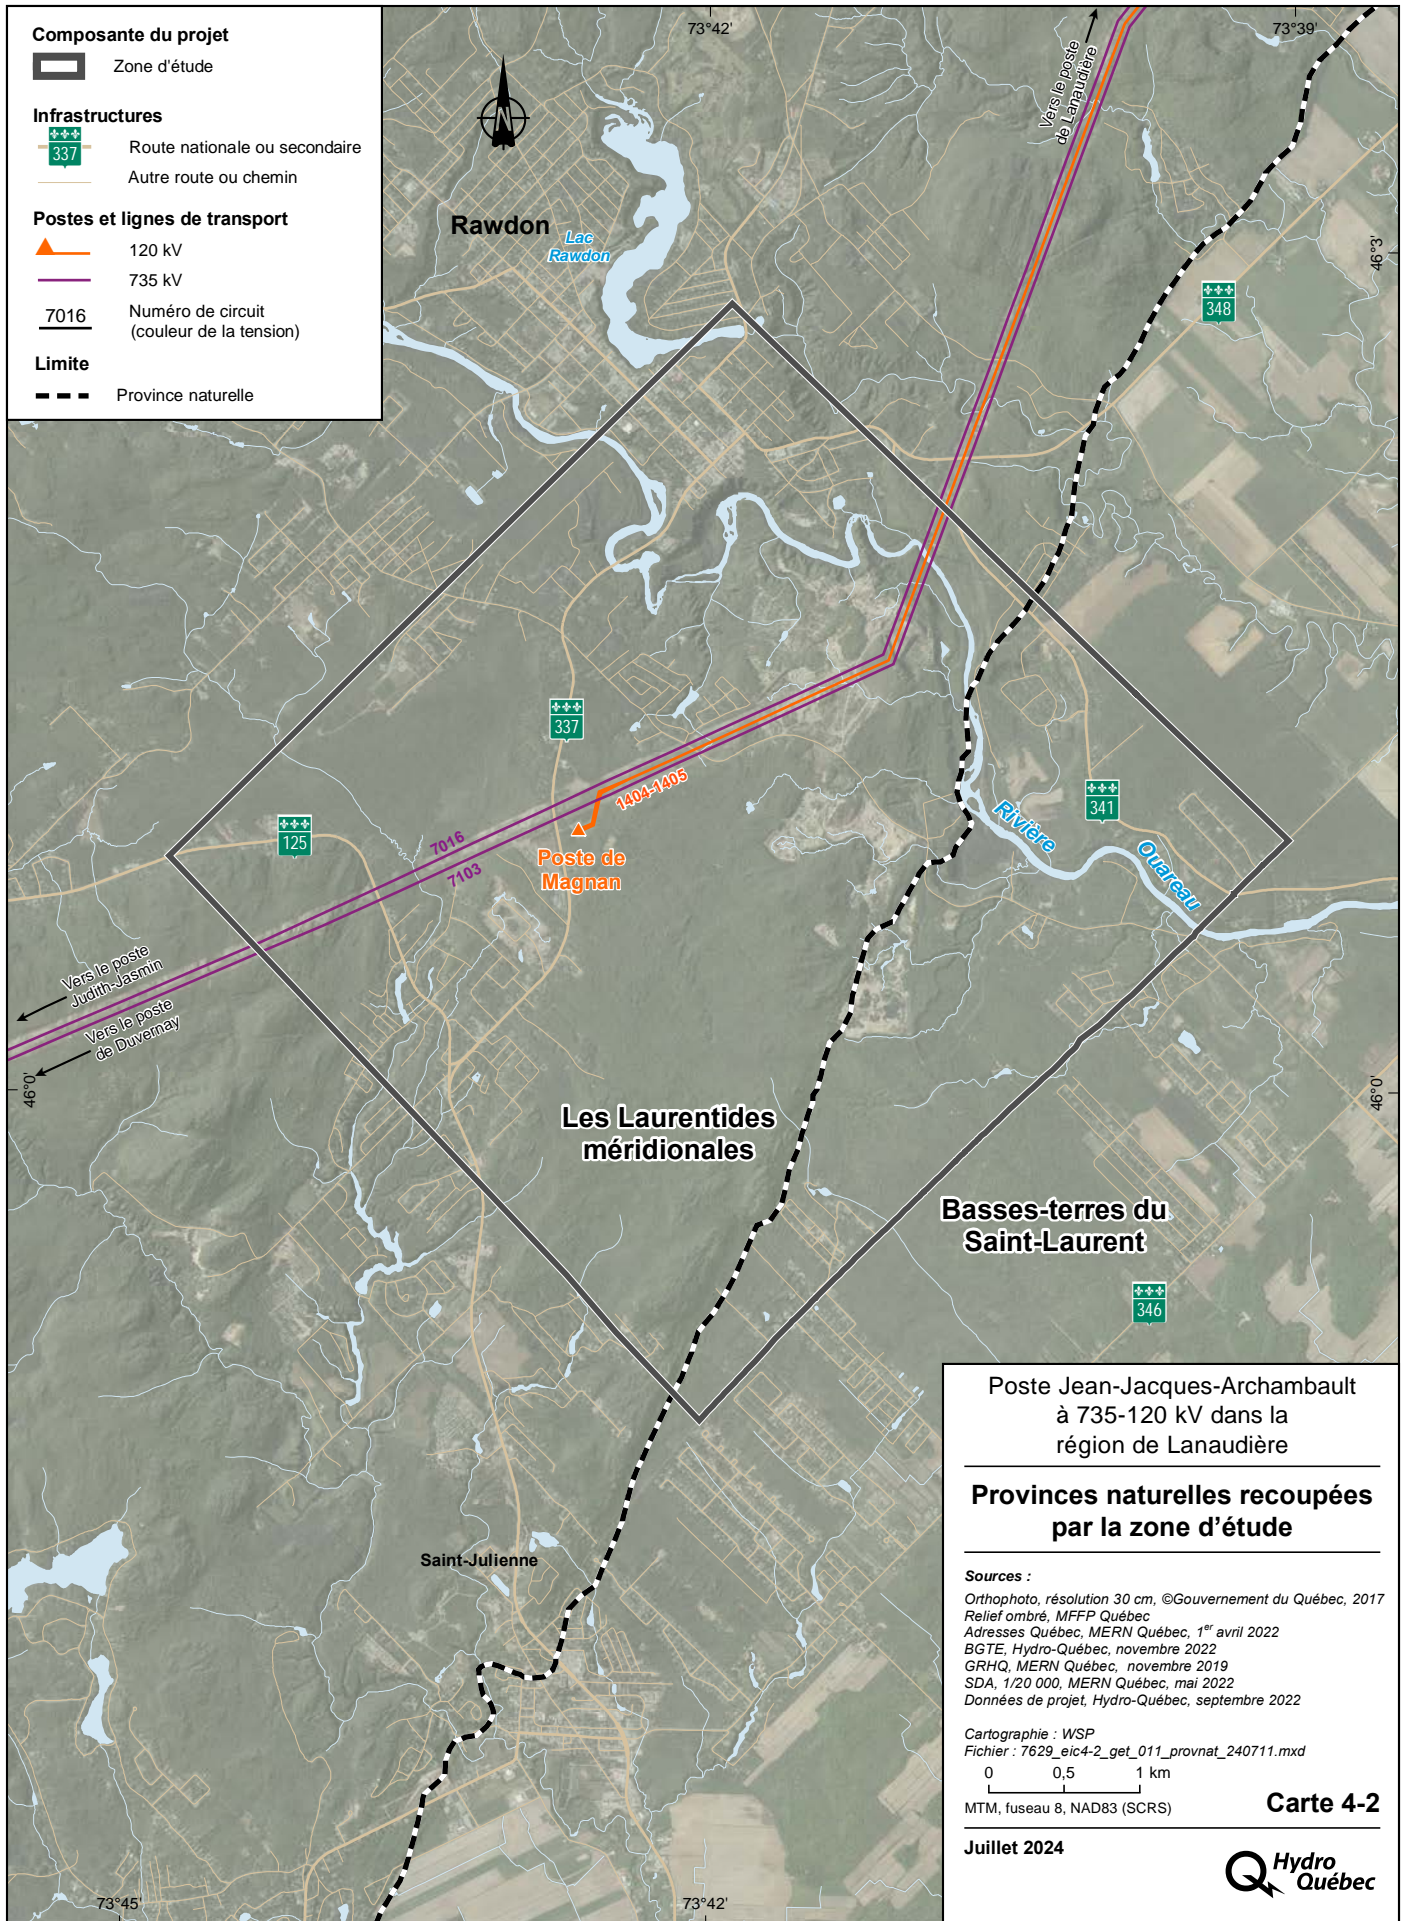 Composante du projet
Zone d'étude
Infrastructures
337
Route nationale ou secondaire
Autre route ou chemin
Postes et lignes de transport
120 kV
735 kV
7016
Numéro de circuit
(couleur de la tension)
Limite
Province naturelle
73°42'
73°39'
Vers le poste
de Lanaudière
N
Rawdon
Lac
Rawdon
46°3'
348
337
1404-1405
341
125
7016
7103
Poste de
Magnan
Rivière
Ouareau
Vers le poste
Judith-Jasmin
Vers le poste
de Duvernay
46°0'
46°0'
Les Laurentides
méridionales
Basses-terres du
Saint-Laurent
346
Saint-Julienne
73°45'
73°42'
Poste Jean-Jacques-Archambault
à 735-120 kV dans la
région de Lanaudière
Provinces naturelles recoupées
par la zone d'étude
Sources :
Orthophoto, résolution 30 cm, ©Gouvernement du Québec, 2017
Relief ombré, MFFP Québec
Adresses Québec, MERN Québec, 1er avril 2022
BGTE, Hydro-Québec, novembre 2022
GRHQ, MERN Québec, novembre 2019
SDA, 1/20 000, MERN Québec, mai 2022
Données de projet, Hydro-Québec, septembre 2022
Cartographie : WSP
Fichier : 7629_eic4-2_get_011_provnat_240711.mxd
0 0,5 1 km
MTM, fuseau 8, NAD83 (SCRS)
Carte 4-2
Juillet 2024
Hydro
Québec